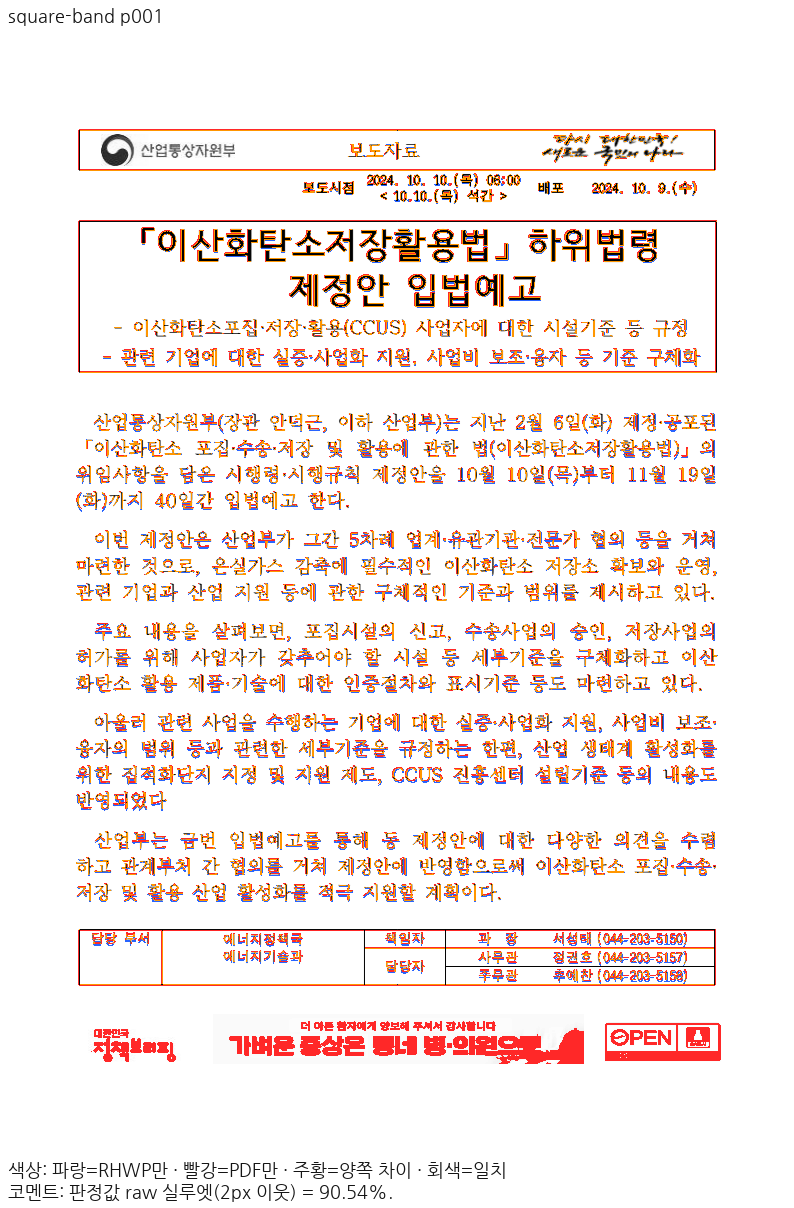 square-band p001
산업통상자원부
보도자료
다시 대한민국!
새로운 국민의 나라
보도시점 2024. 10. 10.(목) 06:00
< 10.10.(목) 석간 >
배포 2024. 10. 9.(수)
「이산화탄소저장활용법」 하위법령
제정안 입법예고
- 이산화탄소포집·저장·활용(CCUS) 사업자에 대한 시설기준 등 규정
- 관련 기업에 대한 실증·사업화 지원, 사업비 보조·융자 등 기준 구체화
산업통상자원부(장관 안덕근, 이하 산업부)는 지난 2월 6일(화) 제정·공포된
「이산화탄소 포집·수송·저장 및 활용에 관한 법(이산화탄소저장활용법)」의
위임사항을 담은 시행령·시행규칙 제정안을 10월 10일(목)부터 11월 19일
(화)까지 40일간 입법예고 한다.
이번 제정안은 산업부가 그간 5차례 업계·유관기관·전문가 협의 등을 거쳐
마련한 것으로, 온실가스 감축에 필수적인 이산화탄소 저장소 확보와 운영,
관련 기업과 산업 지원 등에 관한 구체적인 기준과 범위를 제시하고 있다.
주요 내용을 살펴보면, 포집시설의 신고, 수송사업의 승인, 저장사업의
허가를 위해 사업자가 갖추어야 할 시설 등 세부기준을 구체화하고 이산
화탄소 활용 제품·기술에 대한 인증절차와 표시기준 등도 마련하고 있다.
아울러 관련 사업을 수행하는 기업에 대한 실증·사업화 지원, 사업비 보조·
융자의 범위 등과 관련한 세부기준을 규정하는 한편, 산업 생태계 활성화를
위한 집적화단지 지정 및 지원 제도, CCUS 진흥센터 설립기준 등의 내용도
반영되었다
산업부는 금번 입법예고를 통해 동 제정안에 대한 다양한 의견을 수렴
하고 관계부처 간 협의를 거쳐 제정안에 반영함으로써 이산화탄소 포집·수송·
저장 및 활용 산업 활성화를 적극 지원할 계획이다.
담당 부서 에너지정책국 책임자 과 장 서성태 (044-203-5150)
에너지기술과 담당자 사무관 정권호 (044-203-5157)
주무관 우예찬 (044-203-5158)
대한민국
정책브리핑
더 아픈 환자에게 양보해 주셔서 감사합니다
가벼운 증상은 동네 병·의원으로
OPEN
색상: 파랑=RHWP만 · 빨강=PDF만 · 주황=양쪽 차이 · 회색=일치
코멘트: 판정값 raw 실루엣(2px 이웃) = 90.54%.